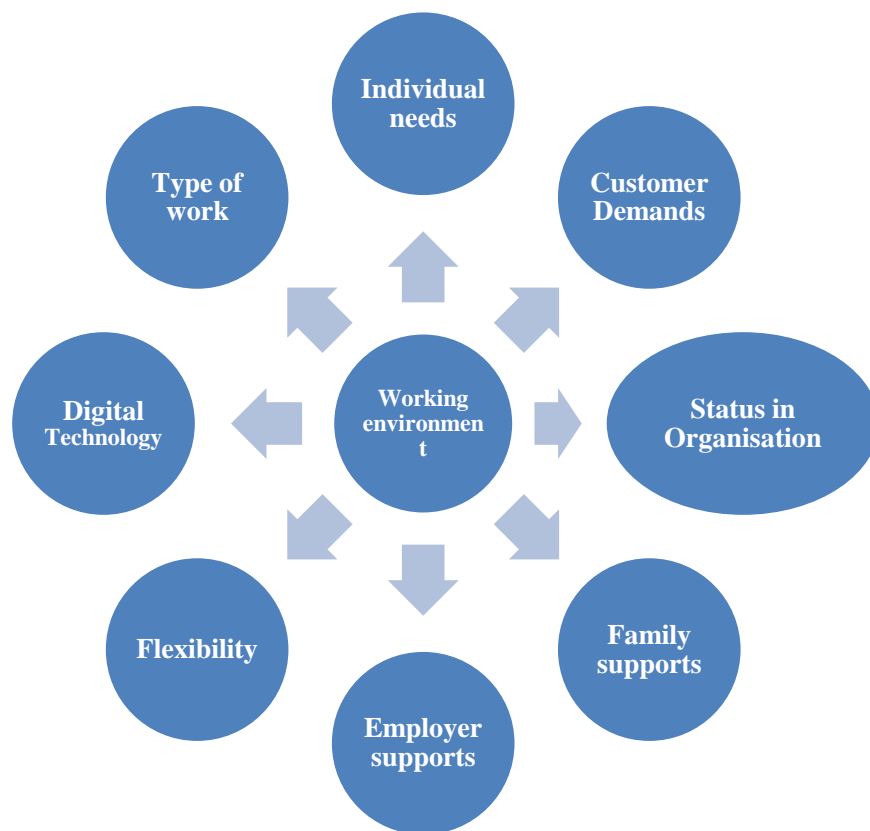 Individual
needs
Customer
Demands
Status in
Organisation
Family
supports
Employer
supports
Flexibility
Digital
Technology
Type of
work
Working
environmen
t